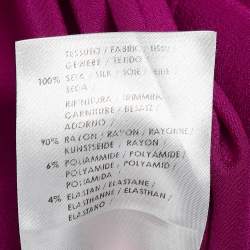 TESSUTO / FABRIC / TISSU
GEWEBE / TEJIDO
100% SETA / SILK / SOIE / SEIDE
SEDA
RIFINITURA / TRIMMING
GARNITURE / BESATZ /
ADORNO /
90% RAYON / RAYON / RAYONNE /
KUNSTSEIDE / RAYON
6% POLIAMMIDE / POLYAMIDE /
POLYAMIDE / POLYAMID /
POLIAMIDA
4% ELASTAN / ELASTANE /
ELASTHANNE / ELASTHAN /
ELASTANO